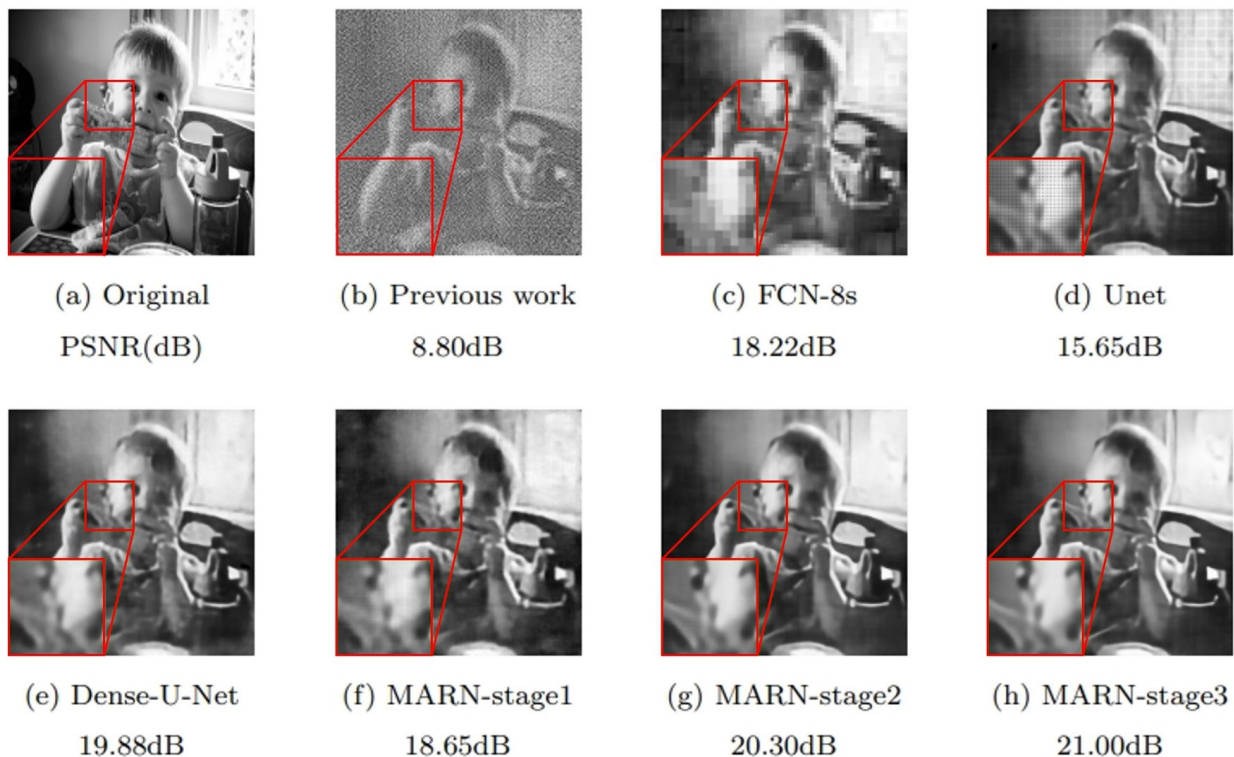 (a) Original
(b) Previous work
(c) FCN-8s
(d) Unet
PSNR(dB)
8.80dB
18.22dB
15.65dB
(e) Dense-U-Net
(f) MARN-stage1
(g) MARN-stage2
(h) MARN-stage3
19.88dB
18.65dB
20.30dB
21.00dB